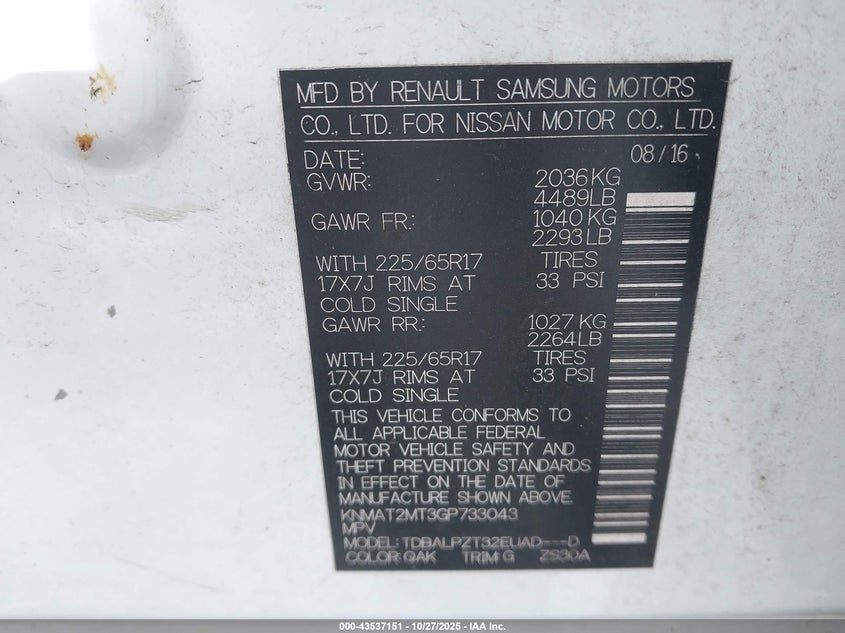 MFD BY RENAULT SAMSUNG MOTORS
CO., LTD. FOR NISSAN MOTOR CO., LTD.
DATE: 08/16
GVWR: 2036KG
4489LB
GAWR FR.: 1040KG
2293LB
WITH 225/65R17 TIRES
17X7J RIMS AT 33 PSI
COLD SINGLE
GAWR RR.: 1027KG
2264LB
WITH 225/65R17 TIRES
17X7J RIMS AT 33 PSI
COLD SINGLE
THIS VEHICLE CONFORMS TO
ALL APPLICABLE FEDERAL
MOTOR VEHICLE SAFETY AND
THEFT PREVENTION STANDARDS
IN EFFECT ON THE DATE OF
MANUFACTURE SHOWN ABOVE.
KNMAT2MT3GP733043
MPV
MODEL: TDBALPZT32EUAD---D
COLOR: QAK TRIM: G ZS30A
000-43537151 | 10/27/2025 - IAA Inc.